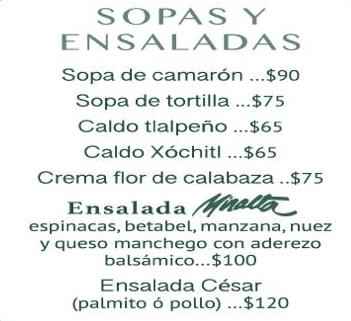 SOPAS Y
ENSALADAS
Sopa de camarón ...$90
Sopa de tortilla ...$75
Caldo tlalpeño ...$65
Caldo Xóchitl ...$65
Crema flor de calabaza ..$75
Ensalada Miralta
espinacas, betabel, manzana, nuez
y queso manchego con aderezo
balsámico...$100
Ensalada César
(palmito ó pollo) ...$120